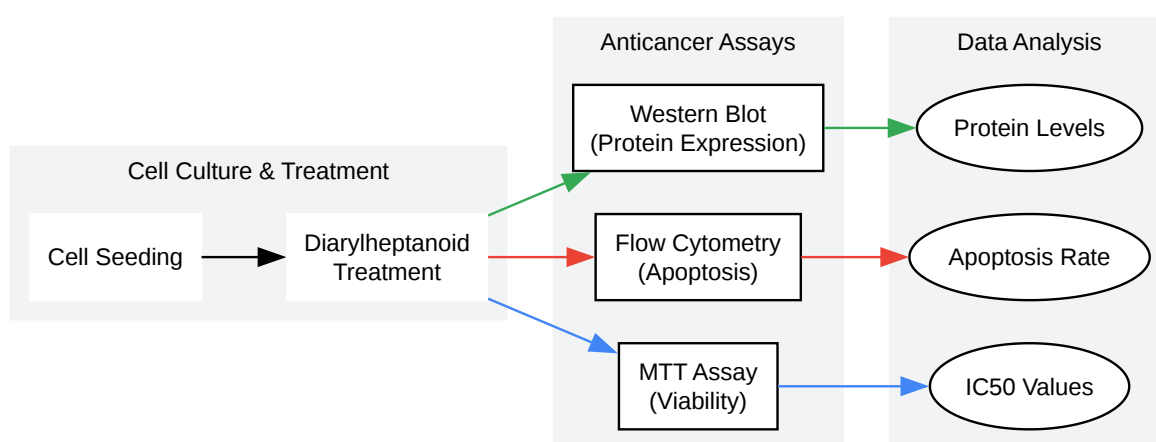 Cell Culture & Treatment
Cell Seeding
Diarylheptanoid
Treatment
Anticancer Assays
Western Blot
(Protein Expression)
Flow Cytometry
(Apoptosis)
MTT Assay
(Viability)
Data Analysis
Protein Levels
Apoptosis Rate
IC50 Values